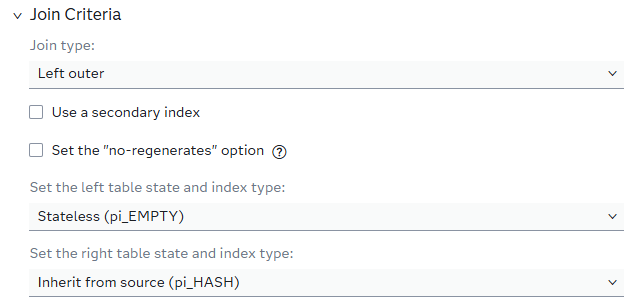 Join Criteria
Join type:
Left outer
Use a secondary index
Set the "no-regenerates" option ?
Set the left table state and index type:
Stateless (pi_EMPTY)
Set the right table state and index type:
Inherit from source (pi_HASH)